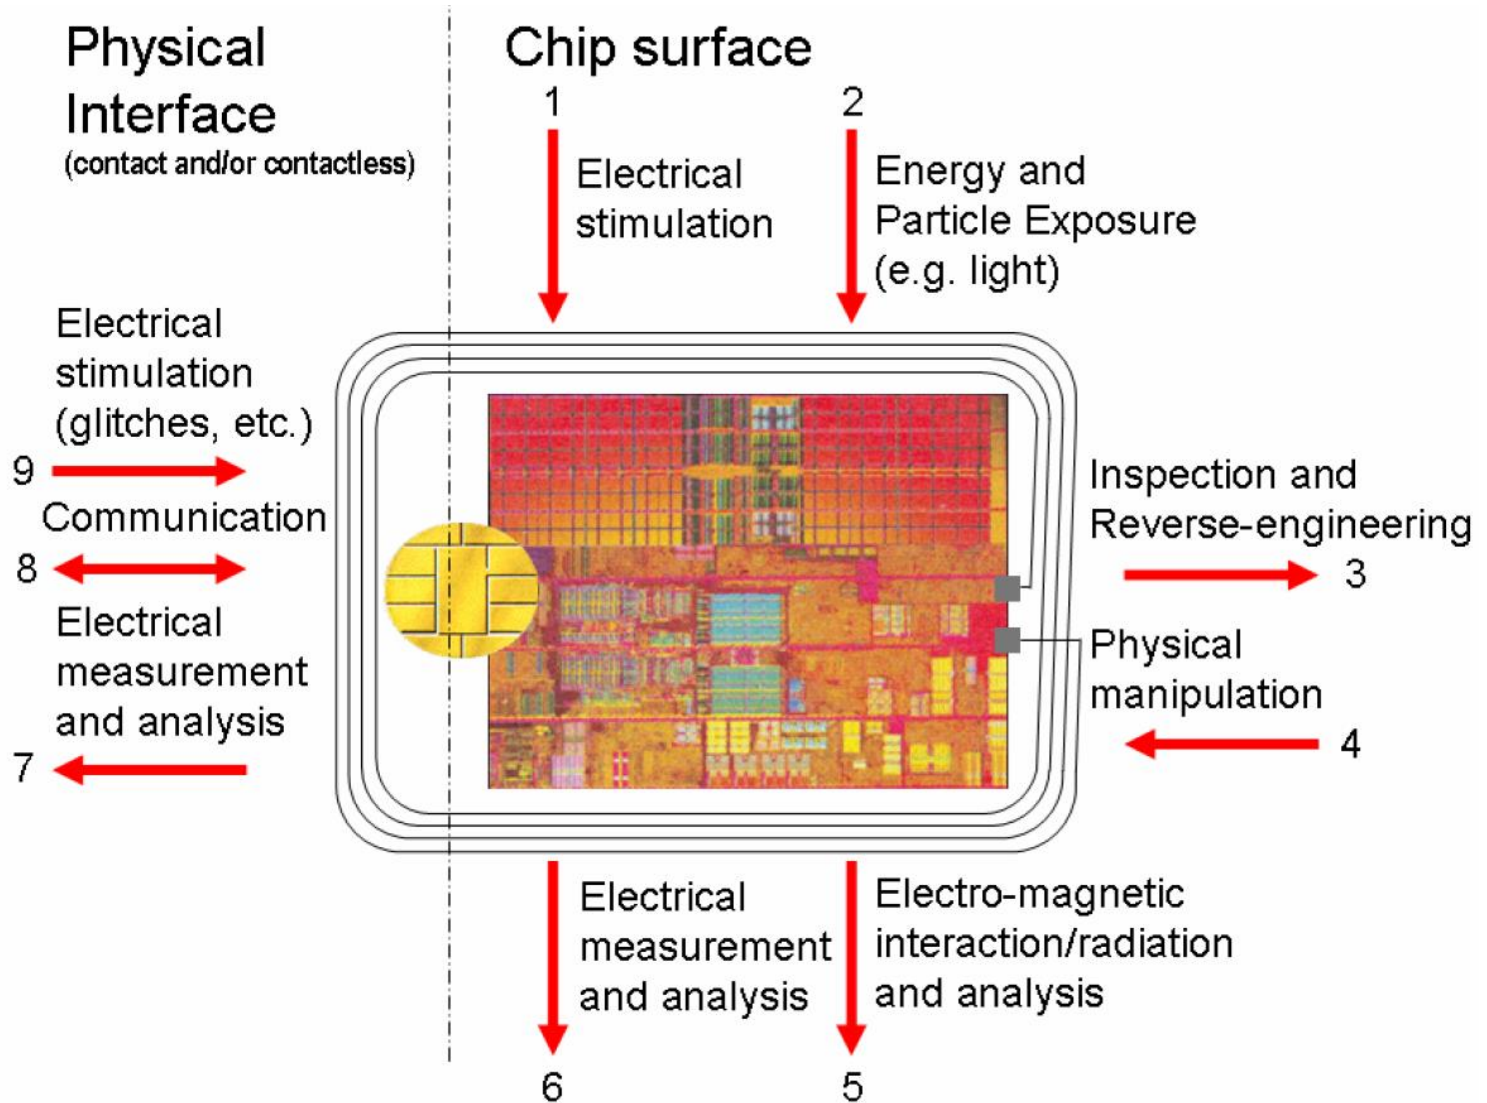 Physical
Interface
(contact and/or contactless)
Chip surface
1
2
Electrical
stimulation
Energy and
Particle Exposure
(e.g. light)
Electrical
stimulation
(glitches, etc.)
9
Communication
8
Electrical
measurement
and analysis
7
Inspection and
Reverse-engineering
3
Physical
manipulation
4
Electrical
measurement
and analysis
6
Electro-magnetic
interaction/radiation
and analysis
5